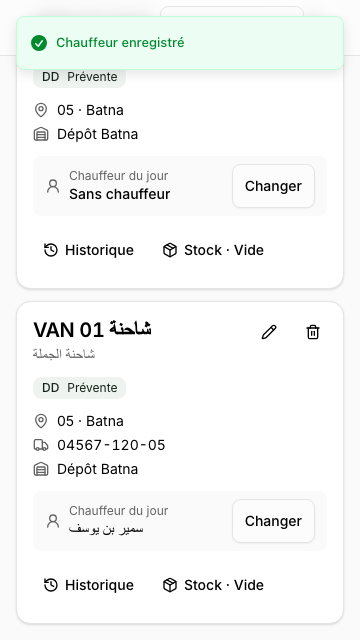 Chauffeur enregistré
DD Prévente
05 · Batna
Dépôt Batna
Chauffeur du jour
Sans chauffeur
Changer
Historique
Stock · Vide
VAN 01 شاحنة
شاحنة الجملة
DD Prévente
05 · Batna
04567-120-05
Dépôt Batna
Chauffeur du jour
سمير بن يوسف
Changer
Historique
Stock · Vide